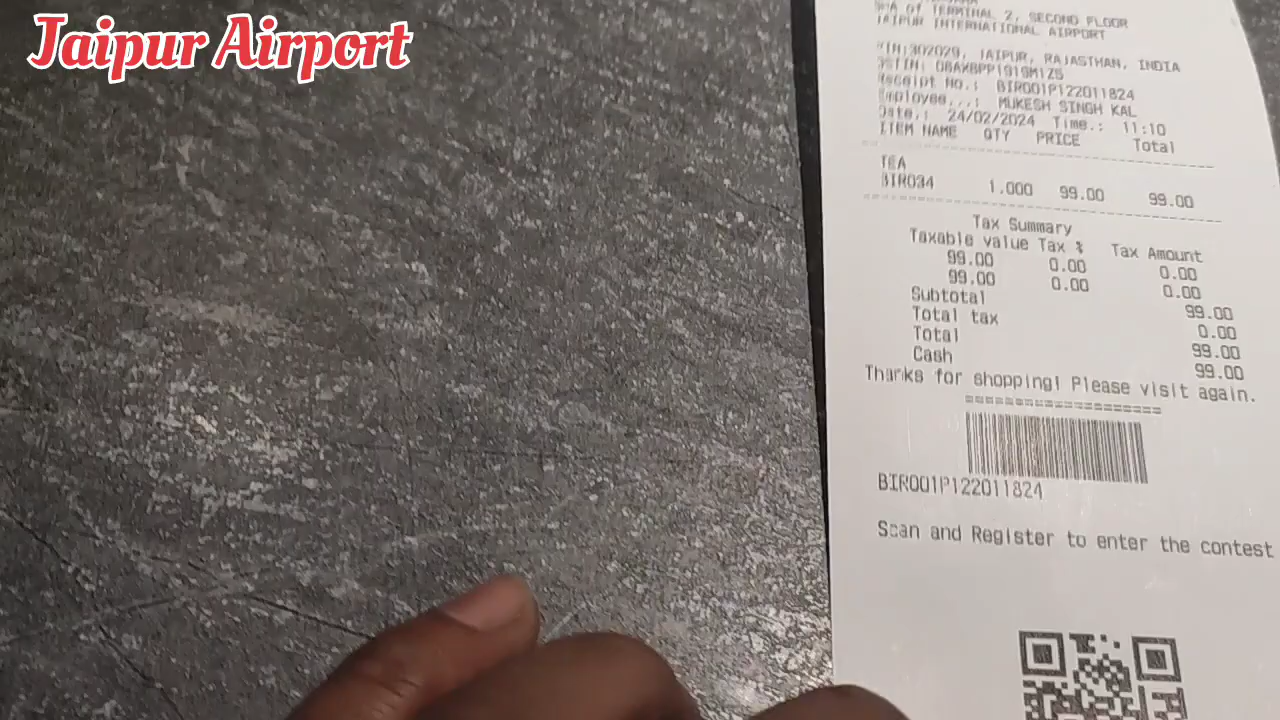 Jaipur Airport
OF TERMINAL 2, SECOND FLOOR
JAIPUR INTERNATIONAL AIRPORT
302029, JAIPUR, RAJASTHAN, INDIA
Receipt No.: BIR001P122011824
Employee...: MUKESH SINGH KAL
Date.: 24/02/2024 Time.: 11:10
ITEM NAME QTY PRICE Total
TEA
BIR034 1.000 99.00 99.00
Tax Summary
Taxable value Tax % Tax Amount
99.00 0.00 0.00
99.00 0.00 0.00
Subtotal 99.00
Total tax 0.00
Total 99.00
Cash 99.00
Thanks for shopping! Please visit again.
====================
BIR001P122011824
Scan and Register to enter the contest